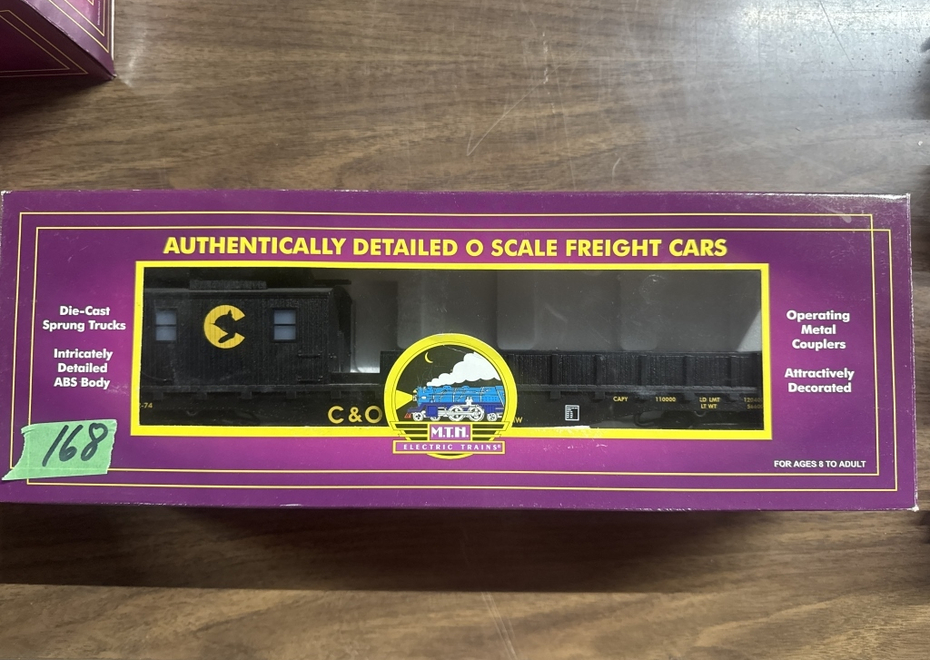 AUTHENTICALLY DETAILED O SCALE FREIGHT CARS
Die-Cast
Sprung Trucks
Intricately
Detailed
ABS Body
Operating
Metal
Couplers
Attractively
Decorated
-74
C & O
CAPY 110000 LD LMT
LT WT
M.T.H.
ELECTRIC TRAINS®
168
FOR AGES 8 TO ADULT